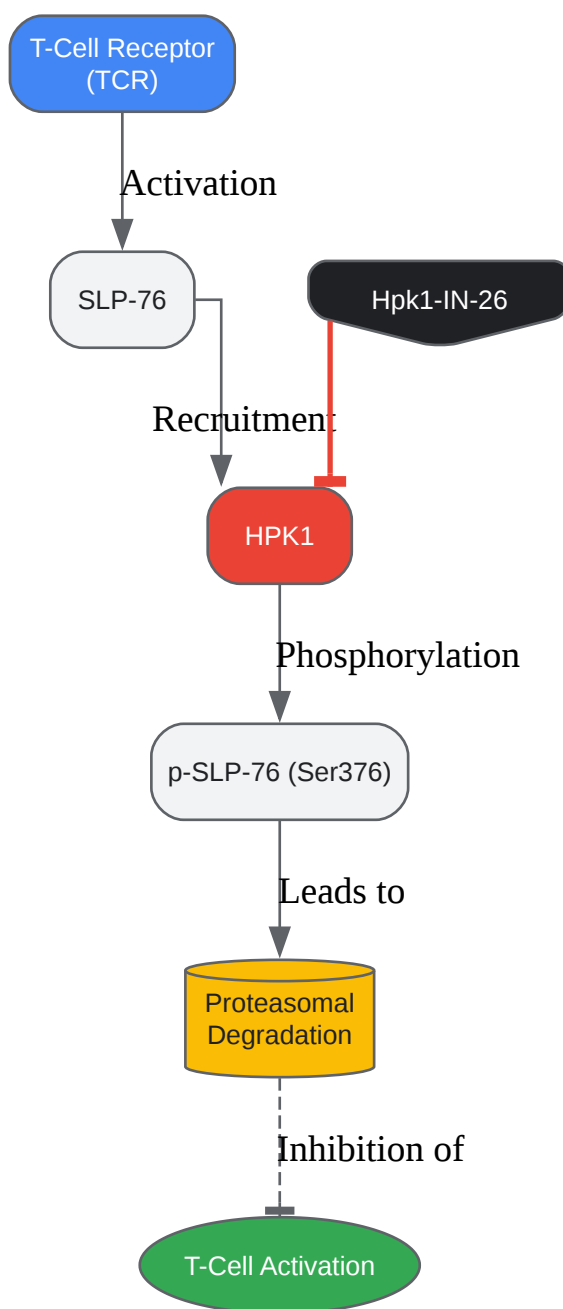 T-Cell Receptor
(TCR)
Activation
SLP-76
Hpk1-IN-26
Recruitment
HPK1
Phosphorylation
p-SLP-76 (Ser376)
Leads to
Proteasomal
Degradation
Inhibition of
T-Cell Activation